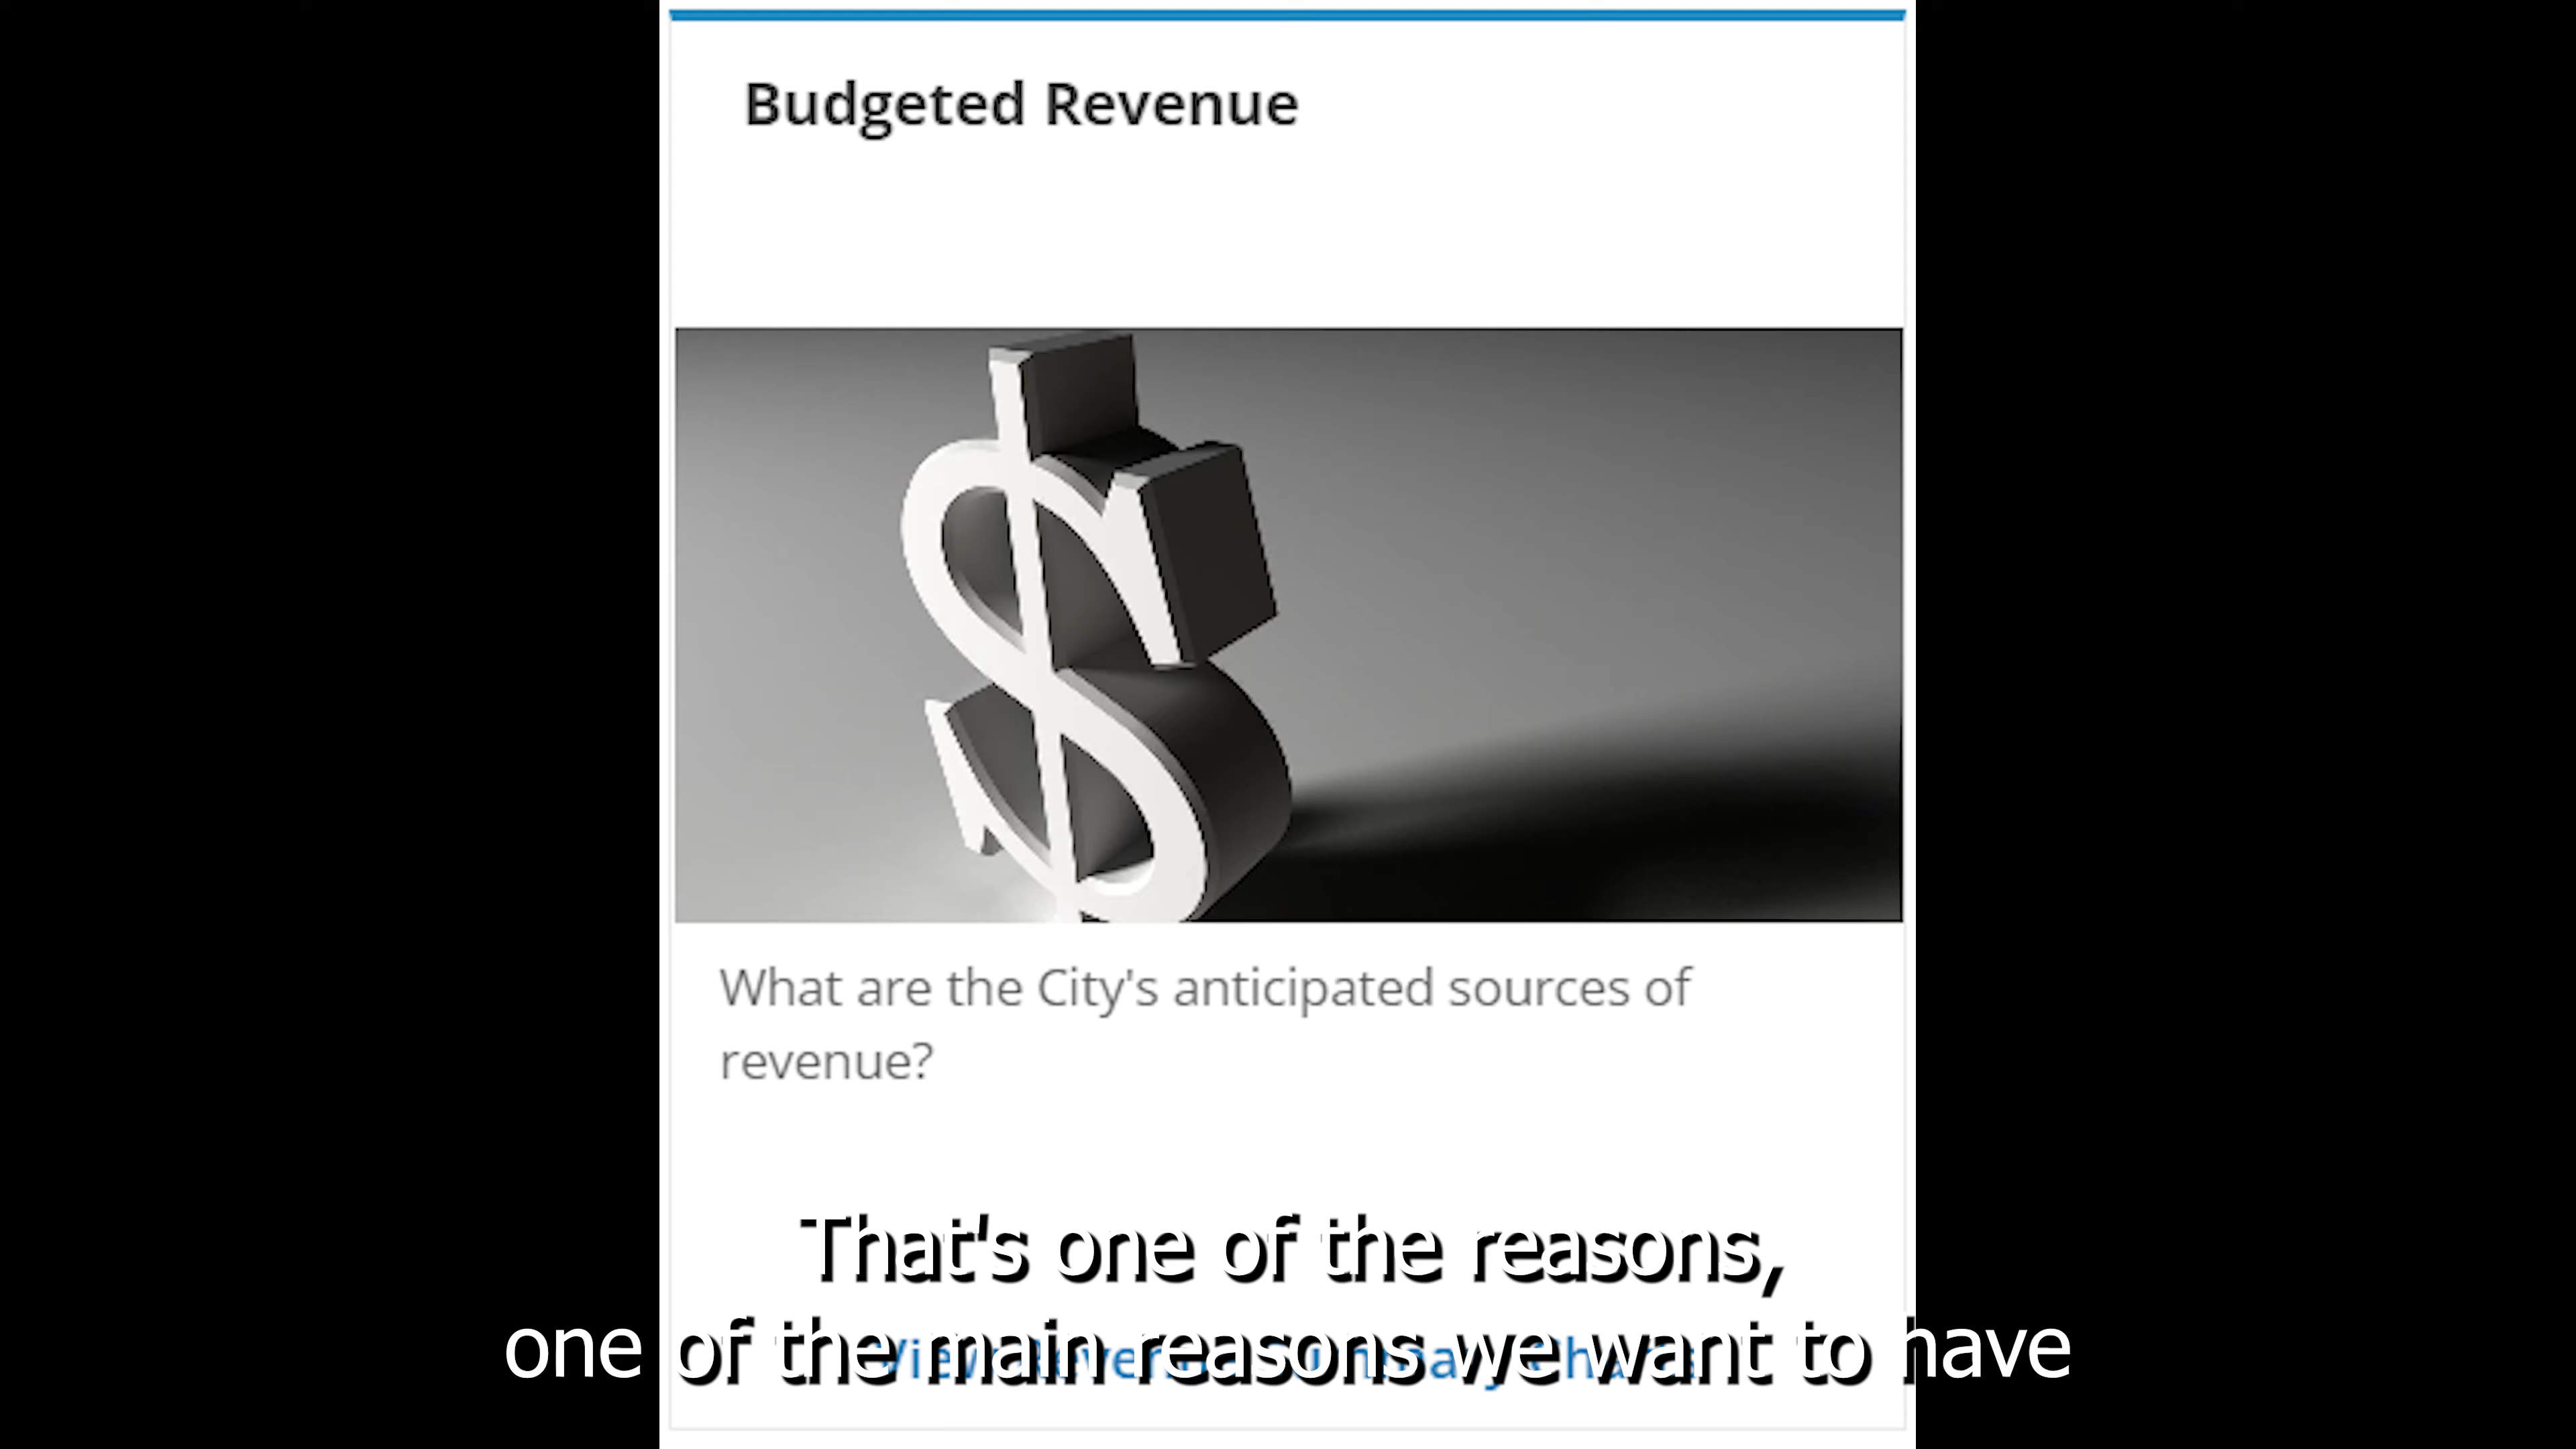 Budgeted Revenue
What are the City's anticipated sources of
revenue?
That's one of the reasons,
one of the main reasons we want to have